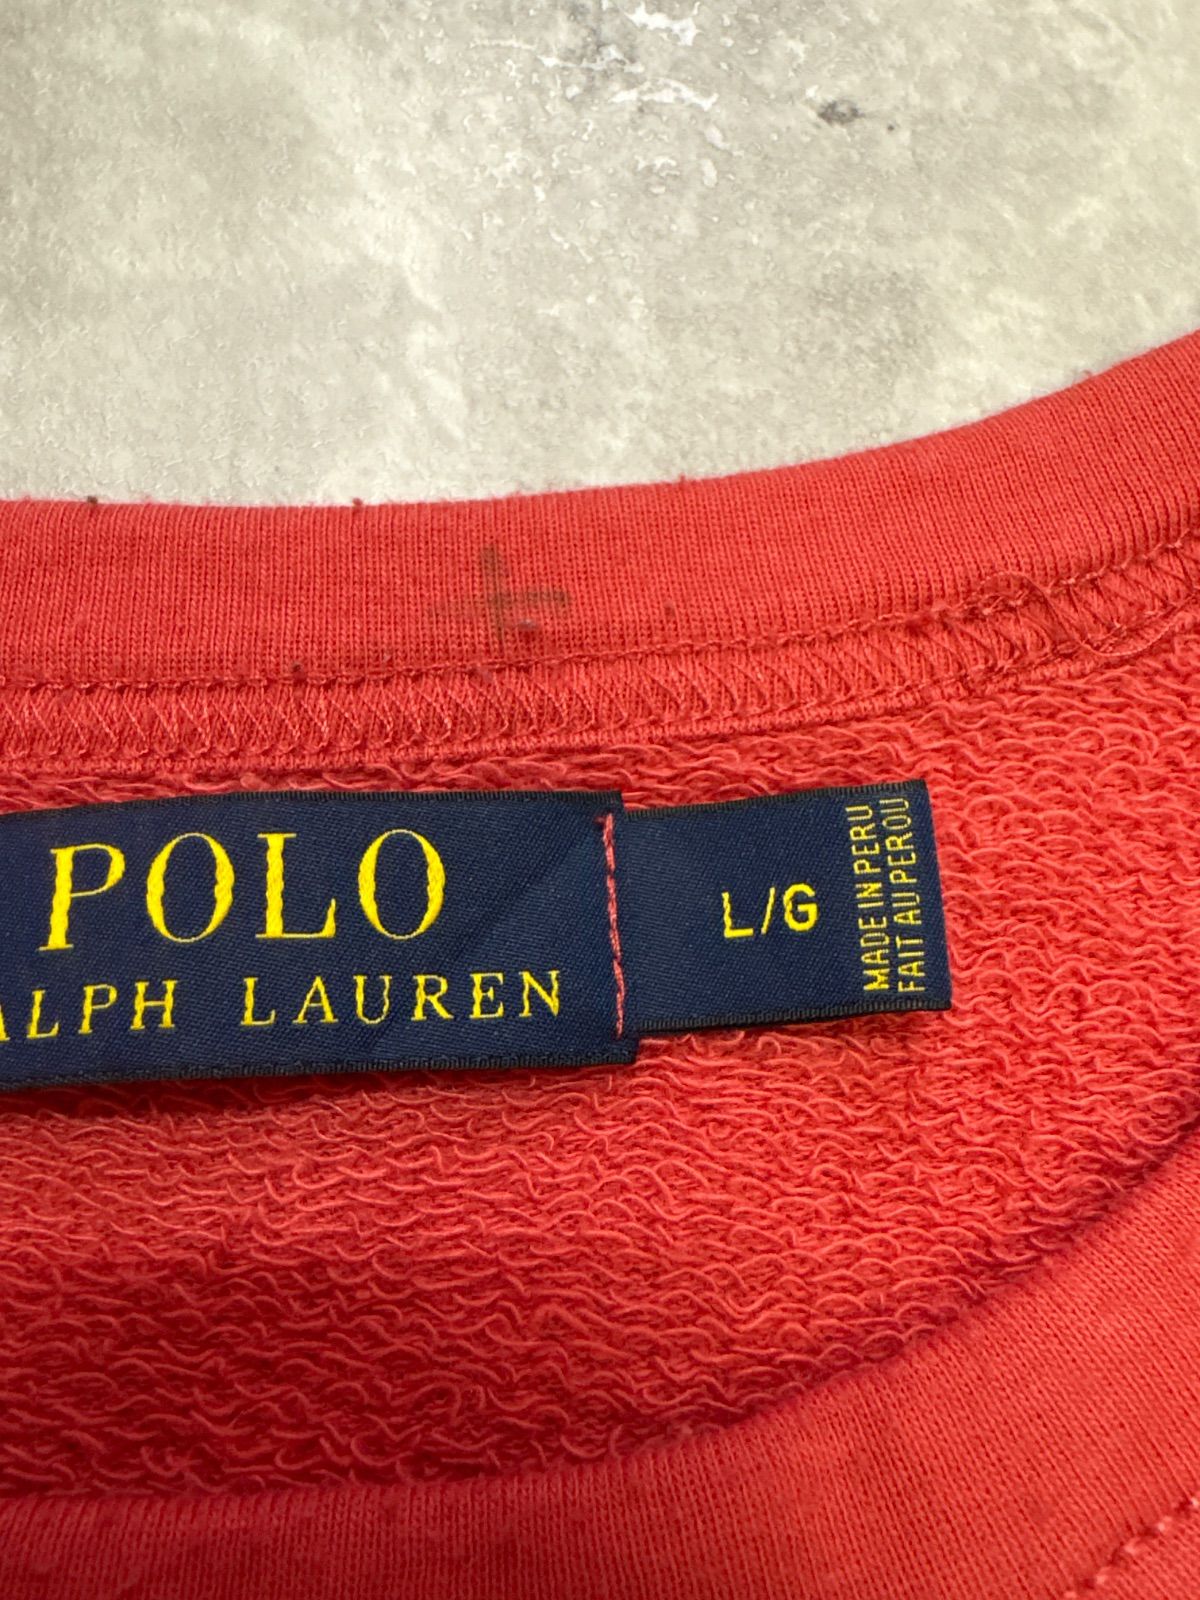 POLO
ALPH LAUREN
L/G
MADE IN PERU
FAIT AU PEROU